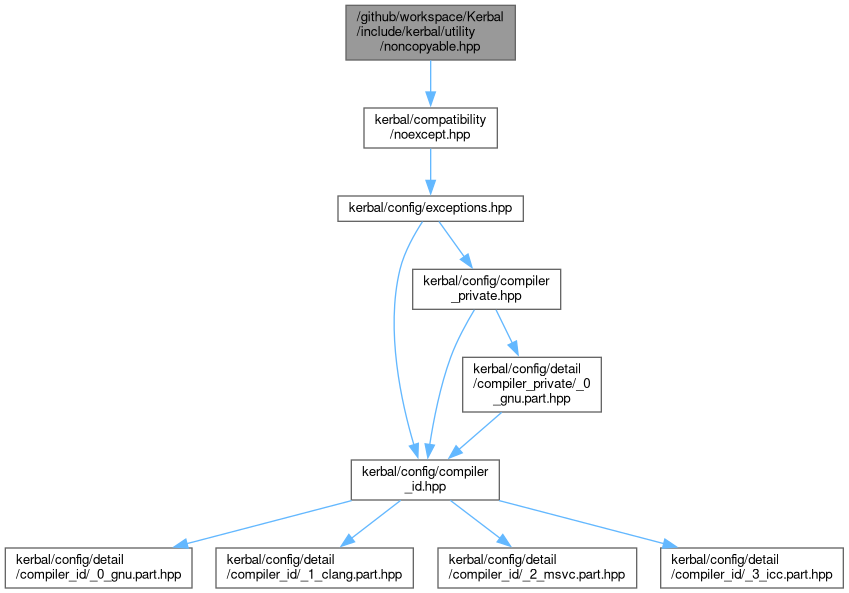 /github/workspace/Kerbal
/include/kerbal/utility
/noncopyable.hpp
kerbal/compatibility
/noexcept.hpp
kerbal/config/exceptions.hpp
kerbal/config/compiler
_private.hpp
kerbal/config/detail
/compiler_private/_0
_gnu.part.hpp
kerbal/config/compiler
_id.hpp
kerbal/config/detail
/compiler_id/_0_gnu.part.hpp
kerbal/config/detail
/compiler_id/_1_clang.part.hpp
kerbal/config/detail
/compiler_id/_2_msvc.part.hpp
kerbal/config/detail
/compiler_id/_3_icc.part.hpp